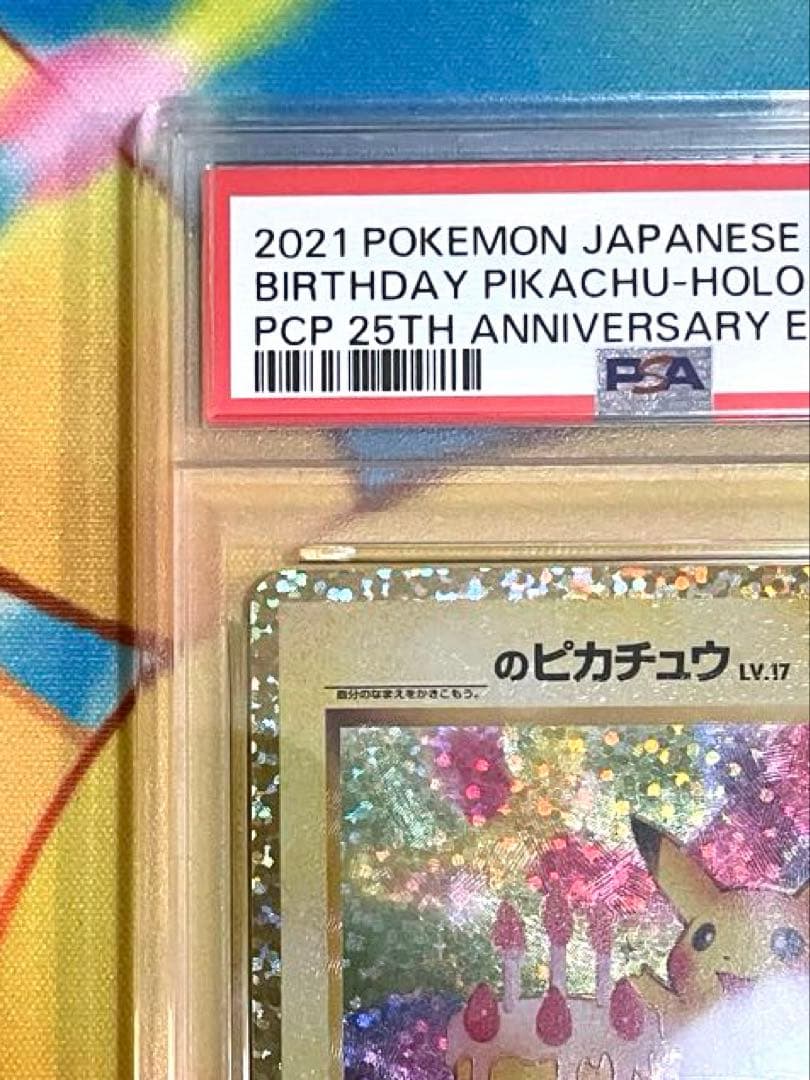 2021 POKEMON JAPANESE
BIRTHDAY PIKACHU-HOLO
PCP 25TH ANNIVERSARY E
PSA
のピカチュウ LV.17
自分のなまえをかきこもう。